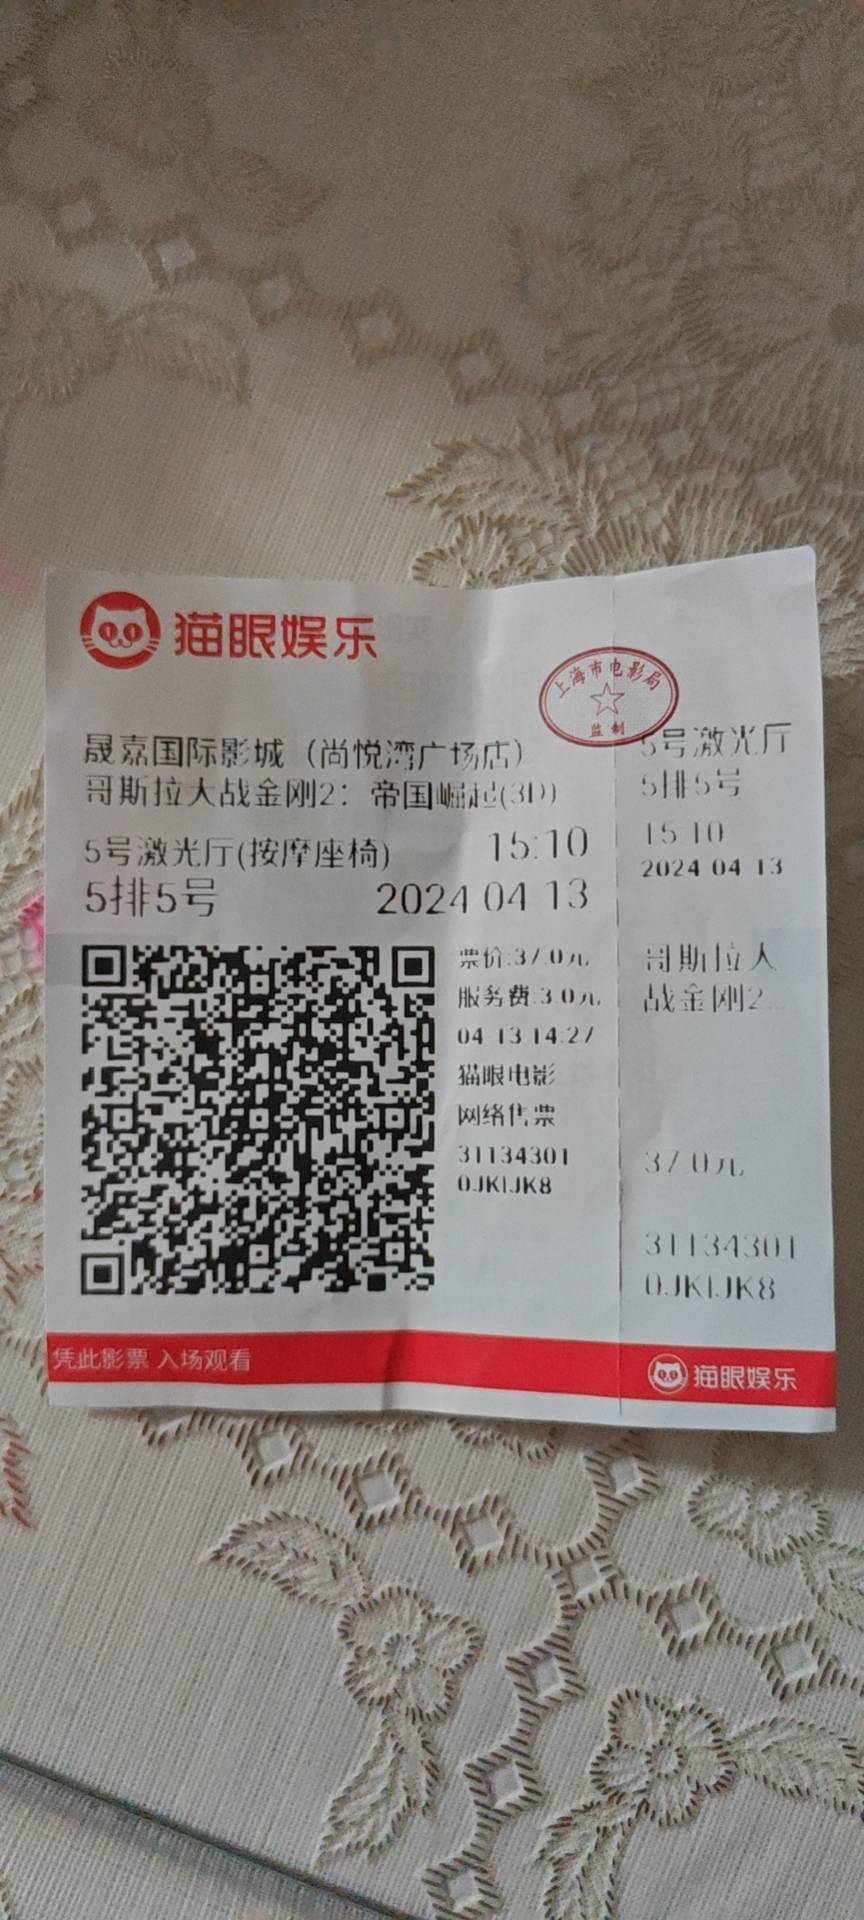 猫眼娱乐
上海市电影局
监制
晟嘉国际影城（尚悦湾广场店）
哥斯拉大战金刚2：帝国崛起(3D)
5号激光厅(按摩座椅) 15:10
5排5号 2024 04 13
票价:37.0元
服务费:3.0元
04 13 14:27
猫眼电影
网络售票
31134301
0JKIJK8
5号激光厅
5排5号
15 10
2024 04 13
哥斯拉大
战金刚2...
37.0元
31134301
0JKIJK8
凭此影票 入场观看
猫眼娱乐